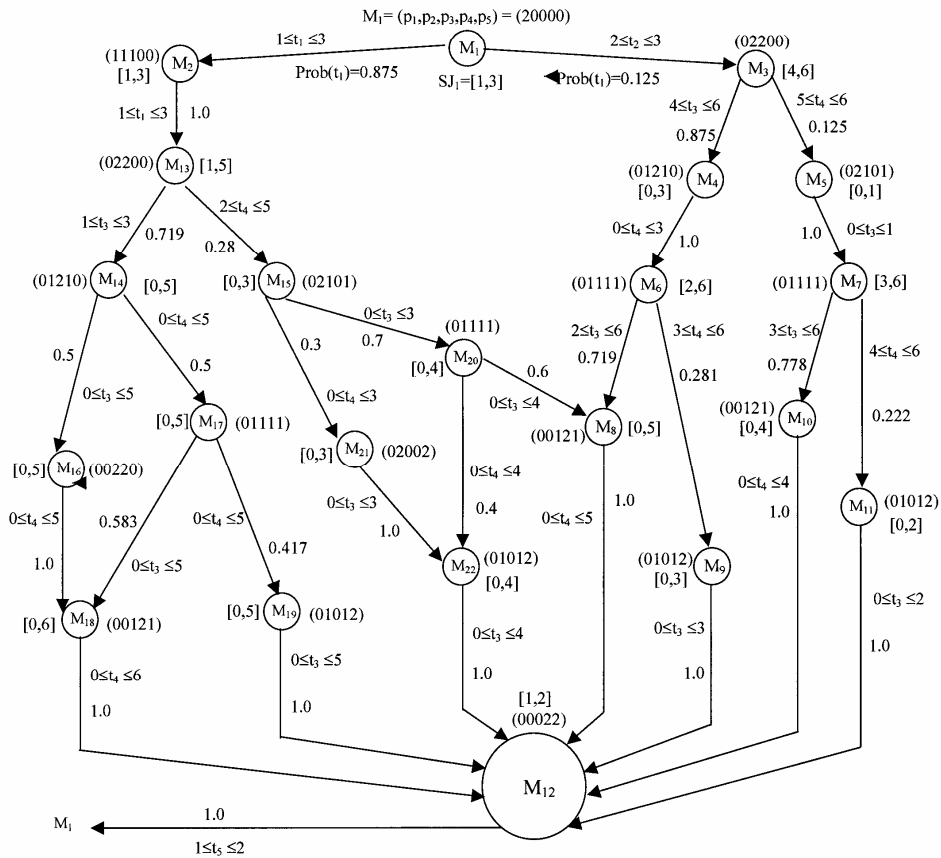 M₁= (p₁,p₂,p₃,p₄,p₅) = (20000)
1≤t₁ ≤3
2≤t₂ ≤3
(11100)
M₂
[1,3]
M₁
(02200)
M₃
[4,6]
Prob(t₁)=0.875
SJ₁=[1,3]
Prob(t₁)=0.125
1≤t₁ ≤3
1.0
4≤t₃ ≤6
0.875
5≤t₄ ≤6
0.125
(02200)
M₁₃
[1,5]
(01210)
[0,3]
M₄
M₅
(02101)
[0,1]
1≤t₃ ≤3
0.719
2≤t₄ ≤5
0.28
0≤t₄ ≤3
1.0
1.0
0≤t₃≤1
(01210)
M₁₄
[0,5]
[0,3]
M₁₅
(02101)
(01111)
M₆
[2,6]
(01111)
M₇
[3,6]
0≤t₄ ≤5
0.5
0.5
0≤t₃ ≤5
0≤t₃ ≤3
0.7
0.3
0≤t₄ ≤3
(01111)
M₂₀
[0,4]
0.6
0≤t₃ ≤4
2≤t₃ ≤6
0.719
3≤t₄ ≤6
0.281
3≤t₃ ≤6
0.778
4≤t₄ ≤6
0.222
[0,5]
M₁₇
(01111)
[0,3]
M₂₁
(02002)
M₈
[0,5]
(00121)
(00121)
[0,4]
M₁₀
[0,5]
M₁₆
(00220)
0≤t₄ ≤5
1.0
0.583
0≤t₃ ≤5
0≤t₄ ≤5
0.417
0≤t₃ ≤3
1.0
0≤t₄ ≤4
0.4
0≤t₄ ≤5
1.0
0≤t₄ ≤4
1.0
M₁₁
(01012)
[0,2]
M₂₂
(01012)
[0,4]
(01012)
[0,3]
M₉
[0,6]
M₁₈
(00121)
[0,5]
M₁₉
(01012)
0≤t₄ ≤6
1.0
0≤t₃ ≤5
1.0
0≤t₃ ≤4
1.0
0≤t₃ ≤3
1.0
0≤t₃ ≤2
1.0
[1,2]
(00022)
M₁₂
M₁
1.0
1≤t₅ ≤2